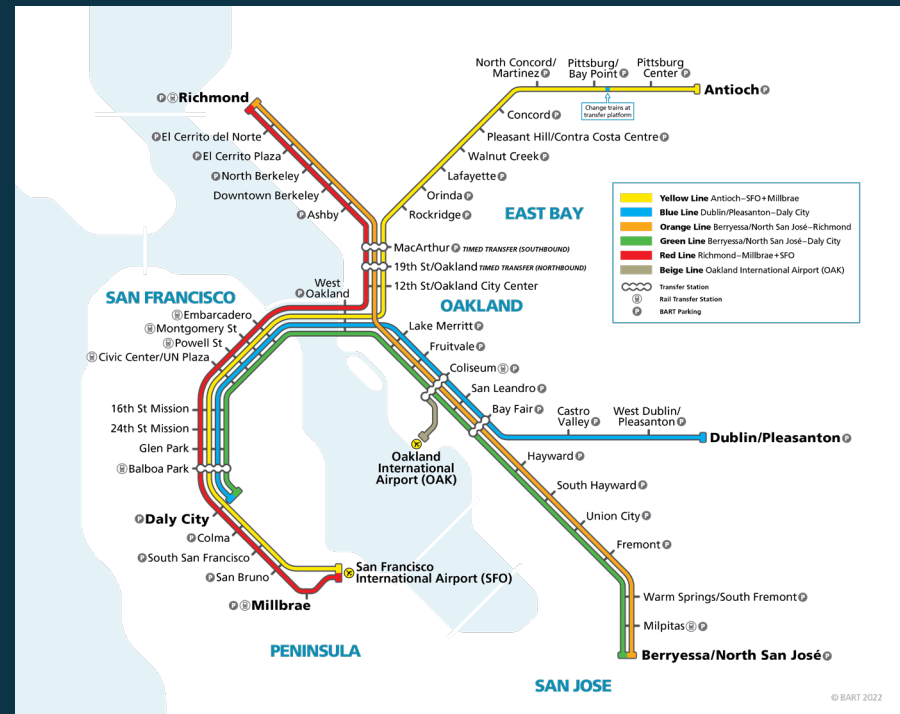 North Concord/
Martinez P
Pittsburg/
Bay Point P
Pittsburg
Center P
Antioch P
Change trains at
transfer platform
P Richmond
Concord P
P El Cerrito del Norte
Pleasant Hill/Contra Costa Centre P
P El Cerrito Plaza
Walnut Creek P
P North Berkeley
Lafayette P
Downtown Berkeley
Orinda P
P Ashby
Rockridge P
EAST BAY
Yellow Line Antioch–SFO+Millbrae
Blue Line Dublin/Pleasanton–Daly City
Orange Line Berryessa/North San José–Richmond
Green Line Berryessa/North San José–Daly City
Red Line Richmond–Millbrae+SFO
Beige Line Oakland International Airport (OAK)
Transfer Station
Rail Transfer Station
P BART Parking
MacArthur P TIMED TRANSFER (SOUTHBOUND)
19th St/Oakland TIMED TRANSFER (NORTHBOUND)
12th St/Oakland City Center
West
P Oakland
SAN FRANCISCO
OAKLAND
Embarcadero
Montgomery St
Powell St
Civic Center/UN Plaza
Lake Merritt P
Fruitvale P
Coliseum P
San Leandro P
Bay Fair P
Castro
Valley P
West Dublin/
Pleasanton P
Dublin/Pleasanton P
16th St Mission
24th St Mission
Glen Park
Balboa Park
Oakland
International
Airport (OAK)
Hayward P
South Hayward P
Union City P
Fremont P
P Daly City
P Colma
P South San Francisco
P San Bruno
San Francisco
International Airport (SFO)
P Millbrae
Warm Springs/South Fremont P
Milpitas P
Berryessa/North San José P
PENINSULA
SAN JOSE
© BART 2022